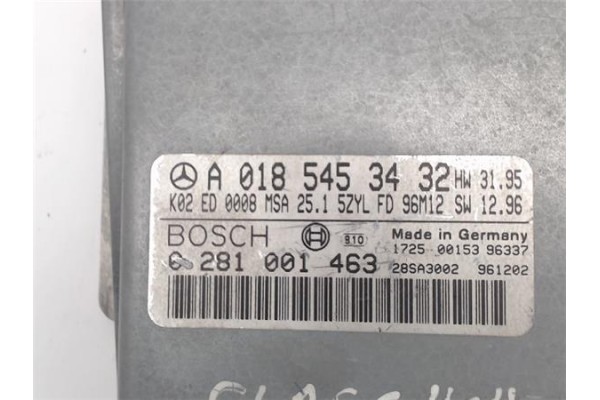 A 018 545 34 32 HW 31.95
K02 ED 0008 MSA 25.1 5ZYL FD 96M12 SW 12.96
BOSCH 910 Made in Germany
1725 00153 96337
0 281 001 463 28SA3002 961202